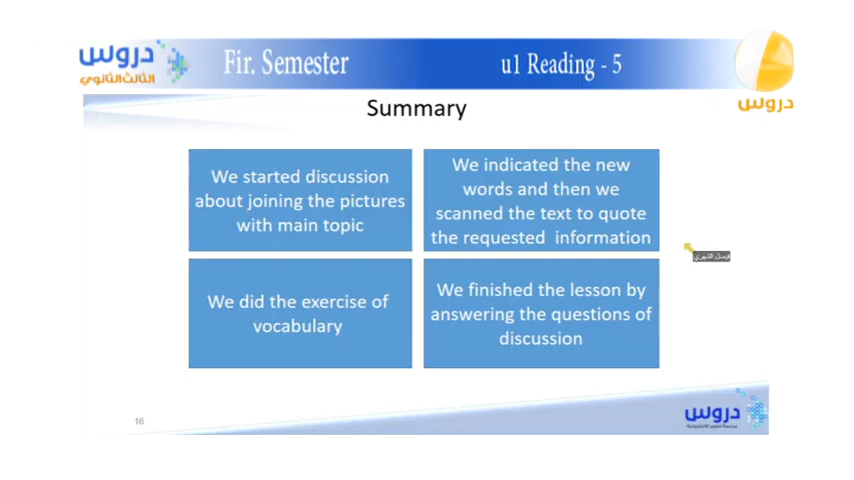 دروس
الثالث الثانوي
Fir. Semester
u1 Reading - 5
دروس
Summary
We started discussion
about joining the pictures
with main topic
We indicated the new
words and then we
scanned the text to quote
the requested information
فيصل الشهري
We did the exercise of
vocabulary
We finished the lesson by
answering the questions of
discussion
16
دروس